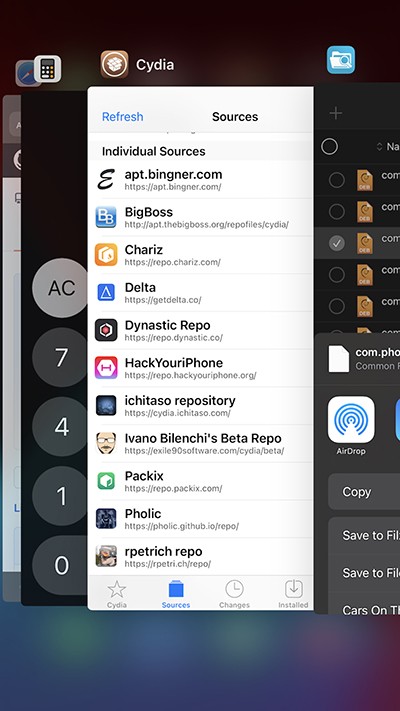 Cydia
Refresh
Sources
Individual Sources
apt.bingner.com
https://apt.bingner.com/
BigBoss
http://apt.thebigboss.org/repofiles/cydia/
Chariz
https://repo.chariz.com/
Delta
https://getdelta.co/
Dynastic Repo
https://repo.dynastic.co/
HackYouriPhone
https://repo.hackyouriphone.org/
ichitaso repository
https://cydia.ichitaso.com/
Ivano Bilenchi's Beta Repo
https://exile90software.com/cydia/beta/
Packix
https://repo.packix.com/
Pholic
https://pholic.github.io/repo/
rpetrich repo
https://rpetri.ch/repo/
Cydia
Sources
Changes
Installed
AC
7
4
1
0
Na
com
DEB
com
DEB
com
DEB
com
DEB
com
DEB
com.pho
Common F
AirDrop
Copy
Save to Fil
Save to File
Cars On Th